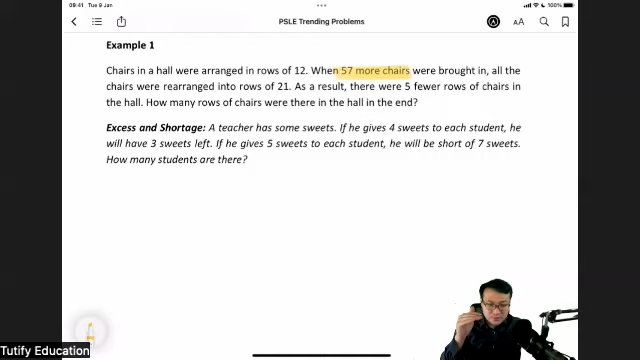 09:41 Tue 9 Jan
100%
PSLE Trending Problems
AA
Example 1
Chairs in a hall were arranged in rows of 12. When 57 more chairs were brought in, all the
chairs were rearranged into rows of 21. As a result, there were 5 fewer rows of chairs in
the hall. How many rows of chairs were there in the hall in the end?
Excess and Shortage: A teacher has some sweets. If he gives 4 sweets to each student, he
will have 3 sweets left. If he gives 5 sweets to each student, he will be short of 7 sweets.
How many students are there?
Tutify Education